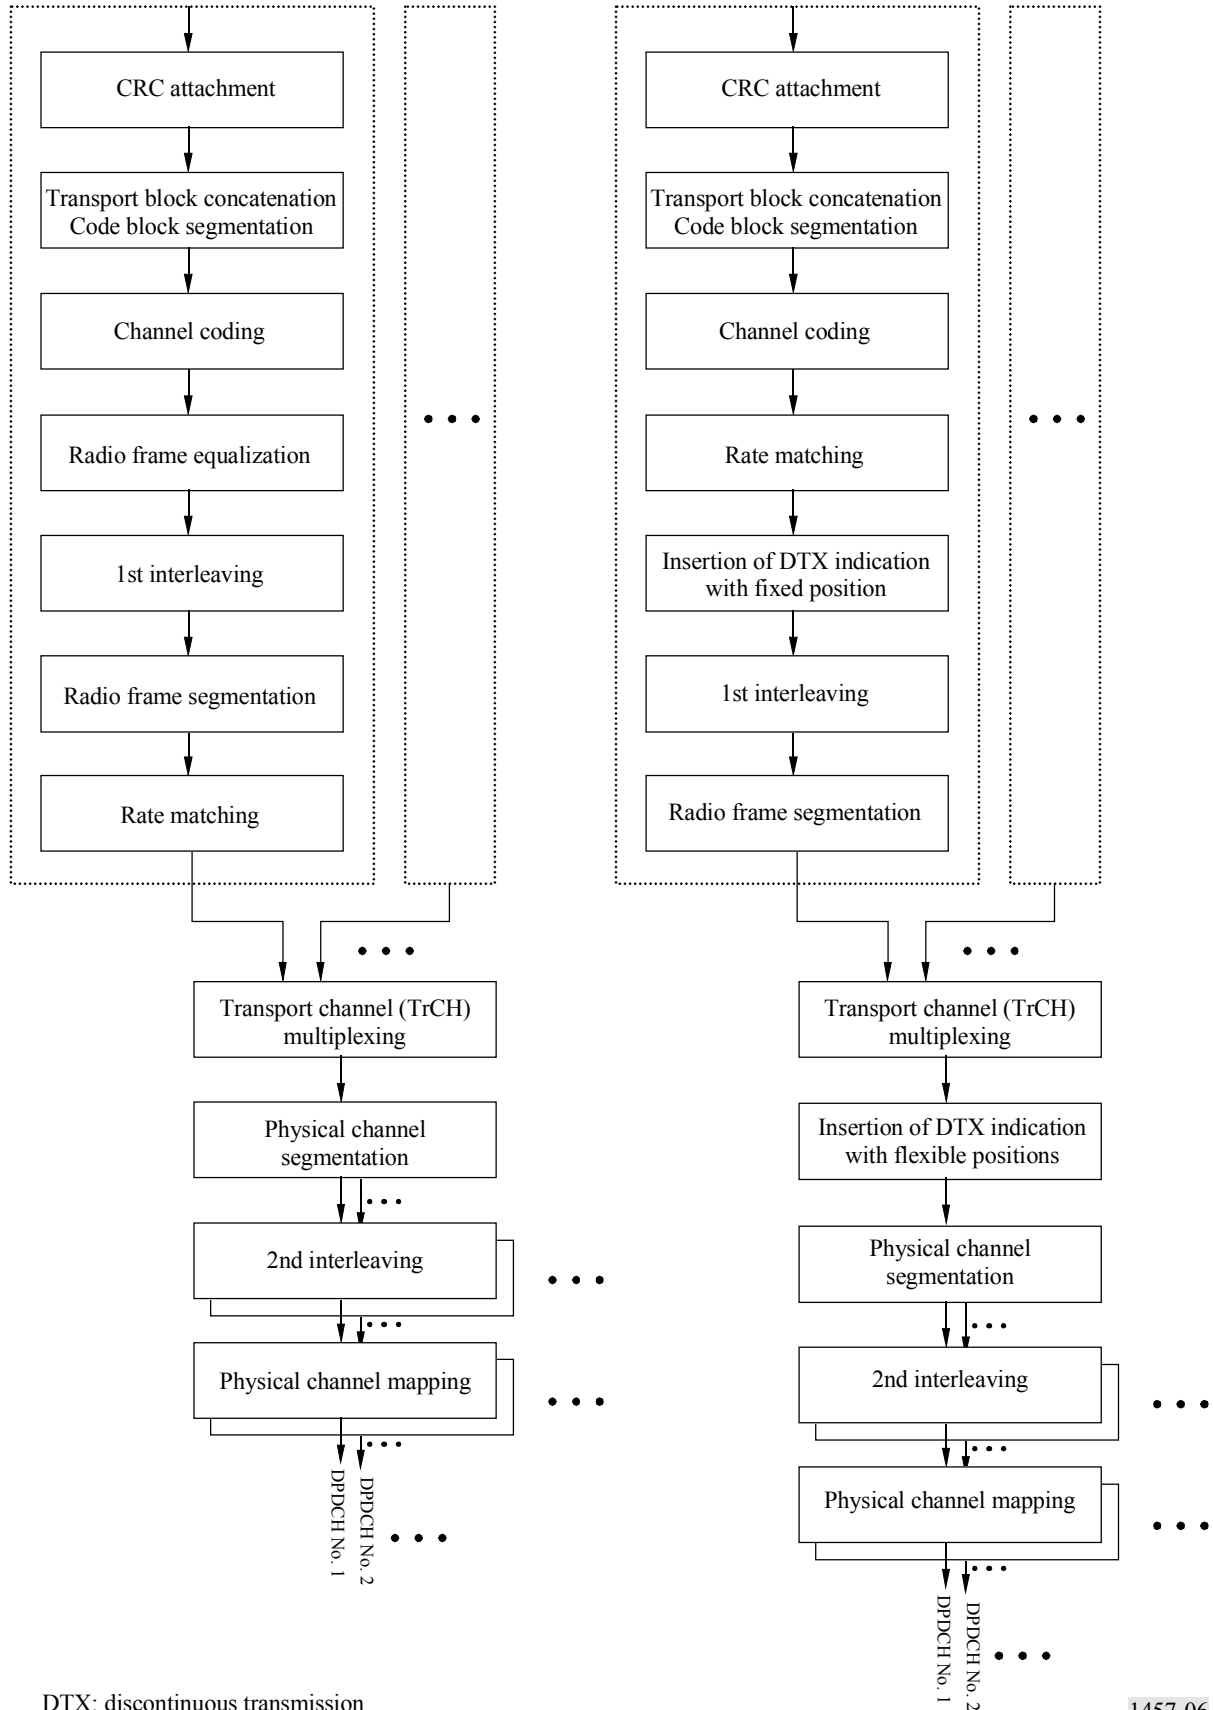 CRC attachment
Transport block concatenation
Code block segmentation
Channel coding
Radio frame equalization
1st interleaving
Radio frame segmentation
Rate matching
Transport channel (TrCH)
multiplexing
Physical channel
segmentation
2nd interleaving
Physical channel mapping
DPDCH No. 1
DPDCH No. 2
CRC attachment
Transport block concatenation
Code block segmentation
Channel coding
Rate matching
Insertion of DTX indication
with fixed position
1st interleaving
Radio frame segmentation
Transport channel (TrCH)
multiplexing
Insertion of DTX indication
with flexible positions
Physical channel
segmentation
2nd interleaving
Physical channel mapping
DPDCH No. 1
DPDCH No. 2
DTX: discontinuous transmission
1457-06